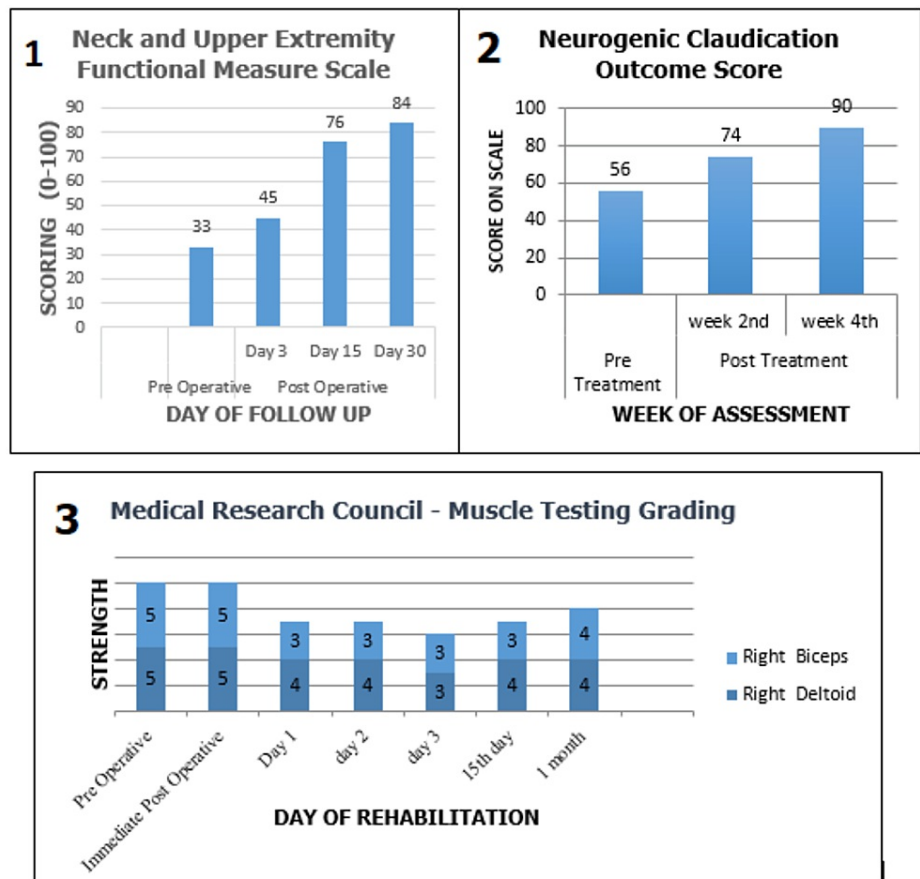 1
Neck and Upper Extremity
Functional Measure Scale
SCORING (0-100)
90
80
70
60
50
40
30
20
10
0
33
45
76
84
Day 3 Day 15 Day 30
Pre Operative Post Operative
DAY OF FOLLOW UP
2
Neurogenic Claudication
Outcome Score
SCORE ON SCALE
100
80
60
40
20
0
56
74
90
week 2nd week 4th
Pre
Treatment
Post Treatment
WEEK OF ASSESSMENT
3
Medical Research Council - Muscle Testing Grading
STRENGTH
5 5 3 3 3 3 4
5 5 4 4 3 4 4
Right Biceps
Right Deltoid
Pre Operative
Immediate Post Operative
Day 1
day 2
day 3
15th day
1 month
DAY OF REHABILITATION